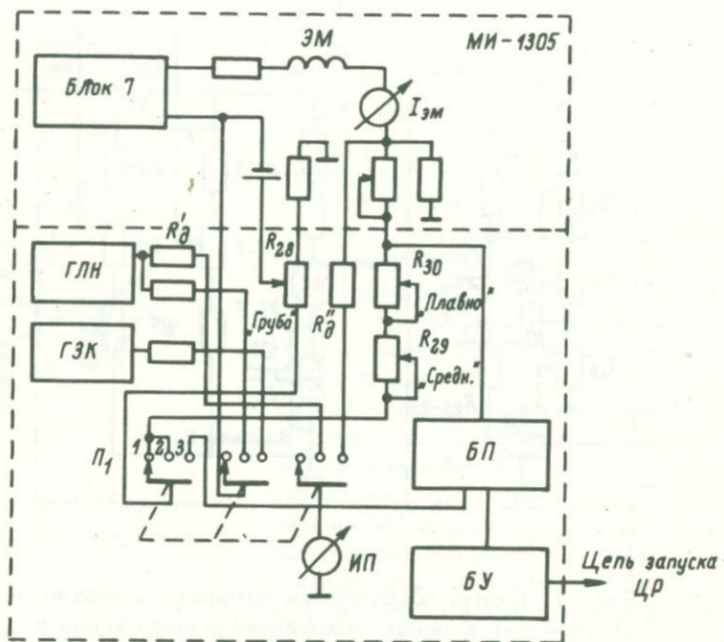 ЭМ
МИ-1305
Блок 7
Iэм
ГЛН
R'д
R28
R30
„Плавно“
„Грубо“
R"д
R29
ГЗК
„Средн.“
П1
1
2
3
БП
ИП
БУ
Цепь запуска
ЦР